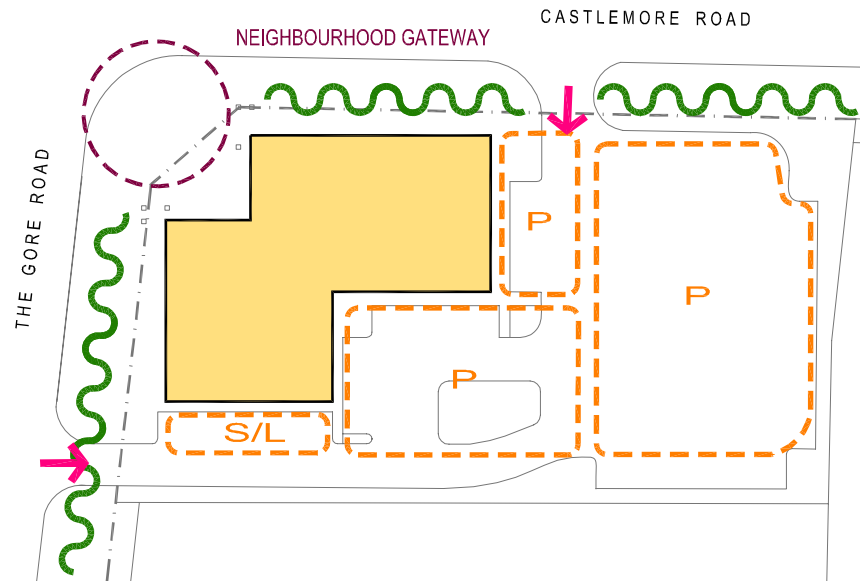 CASTLEMORE ROAD
NEIGHBOURHOOD GATEWAY
THE GORE ROAD
P
P
P
S/L